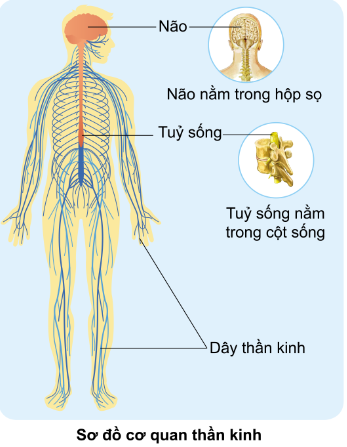 Não
Não nằm trong hộp sọ
Tuỷ sống
Tuỷ sống nằm
trong cột sống
Dây thần kinh
Sơ đồ cơ quan thần kinh